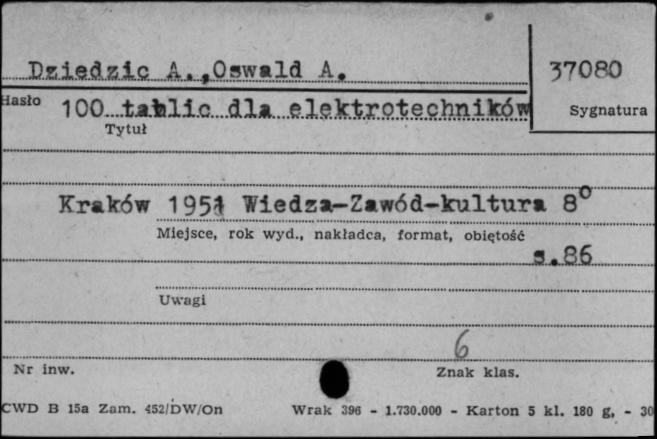 Dziedzic A.,Oswald A.
37080
Hasło
100 tablic dla elektrotechników
Sygnatura
Tytuł
Kraków 1951 Wiedza-Zawód-kultura 8°
Miejsce, rok wyd., nakładca, format, objętość
s.86
Uwagi
6
Nr inw.
Znak klas.
CWD B 15a Zam. 452/DW/On Wrak 396 - 1.730.000 - Karton 5 kl. 180 g, - 30